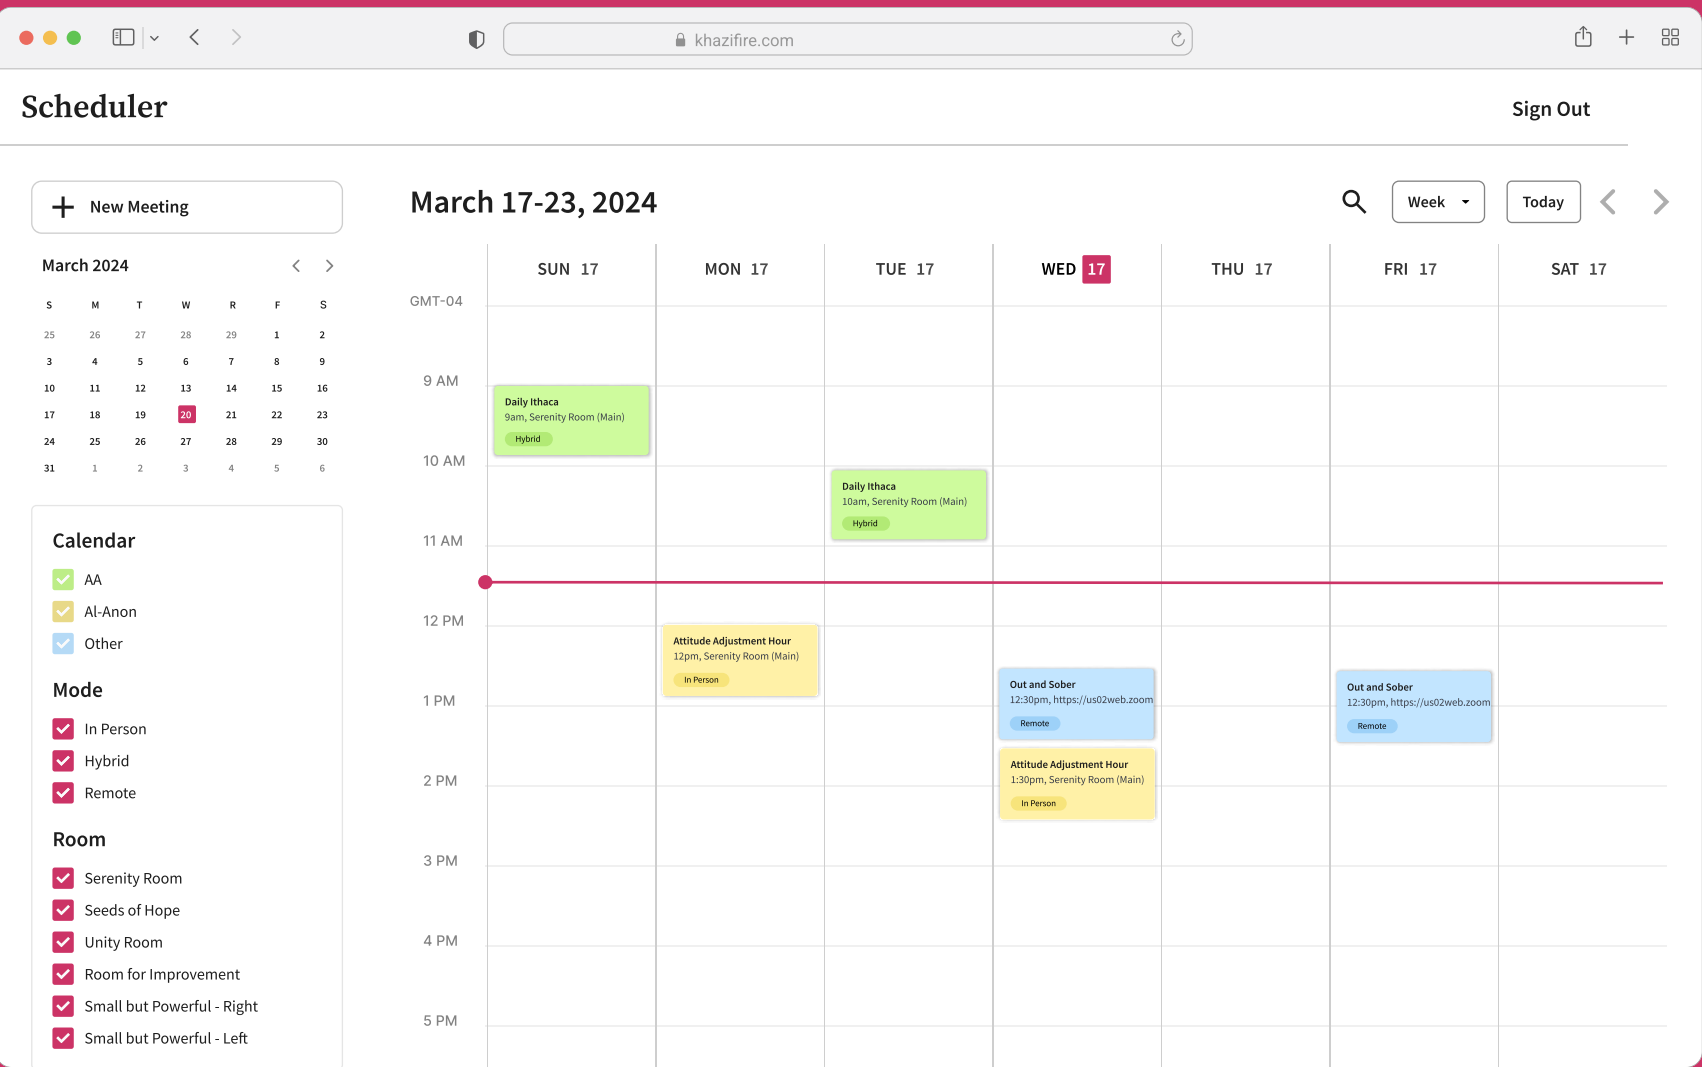 khazifire.com
Scheduler
Sign Out
New Meeting
March 2024
S M T W R F S
25 26 27 28 29 1 2
3 4 5 6 7 8 9
10 11 12 13 14 15 16
17 18 19 20 21 22 23
24 25 26 27 28 29 30
31 1 2 3 4 5 6
Calendar
AA
Al-Anon
Other
Mode
In Person
Hybrid
Remote
Room
Serenity Room
Seeds of Hope
Unity Room
Room for Improvement
Small but Powerful - Right
Small but Powerful - Left
March 17-23, 2024
Week
Today
SUN 17
MON 17
TUE 17
WED 17
THU 17
FRI 17
SAT 17
GMT-04
9 AM
10 AM
11 AM
12 PM
1 PM
2 PM
3 PM
4 PM
5 PM
Daily Ithaca
9am, Serenity Room (Main)
Hybrid
Attitude Adjustment Hour
12pm, Serenity Room (Main)
In Person
Daily Ithaca
10am, Serenity Room (Main)
Hybrid
Out and Sober
12:30pm, https://us02web.zoom
Remote
Attitude Adjustment Hour
1:30pm, Serenity Room (Main)
In Person
Out and Sober
12:30pm, https://us02web.zoom
Remote